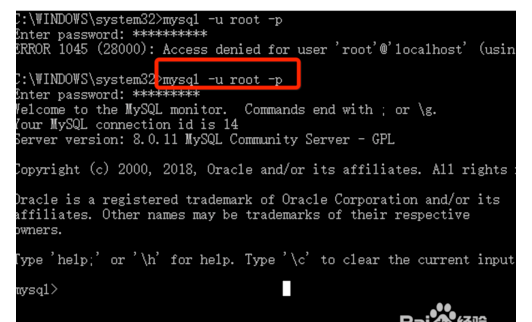 C:\WINDOWS\system32>mysql -u root -p
Enter password: **********
ERROR 1045 (28000): Access denied for user 'root'@'localhost' (usin
C:\WINDOWS\system32>mysql -u root -p
Enter password: *********
Welcome to the MySQL monitor. Commands end with ; or \g.
Your MySQL connection id is 14
Server version: 8.0.11 MySQL Community Server - GPL
Copyright (c) 2000, 2018, Oracle and/or its affiliates. All rights
Oracle is a registered trademark of Oracle Corporation and/or its
affiliates. Other names may be trademarks of their respective
owners.
Type 'help;' or '\h' for help. Type '\c' to clear the current input
mysql>
Bai 经验